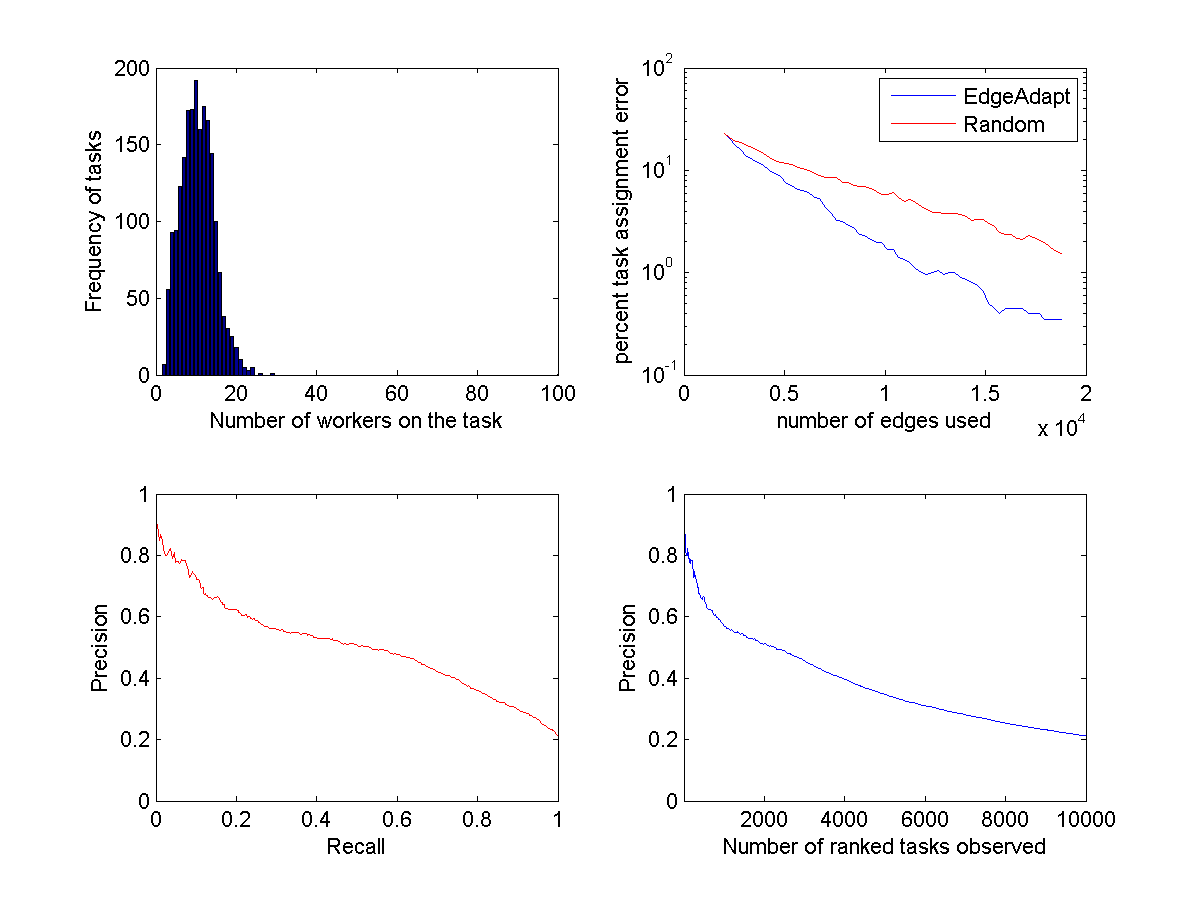 200
150
100
50
0
Frequency of tasks
0 20 40 60 80 100
Number of workers on the task
10^2
10^1
10^0
10^-1
percent task assignment error
EdgeAdapt
Random
0 0.5 1 1.5 2
number of edges used
x 10^4
1
0.8
0.6
0.4
0.2
0
Precision
0 0.2 0.4 0.6 0.8 1
Recall
1
0.8
0.6
0.4
0.2
0
Precision
2000 4000 6000 8000 10000
Number of ranked tasks observed